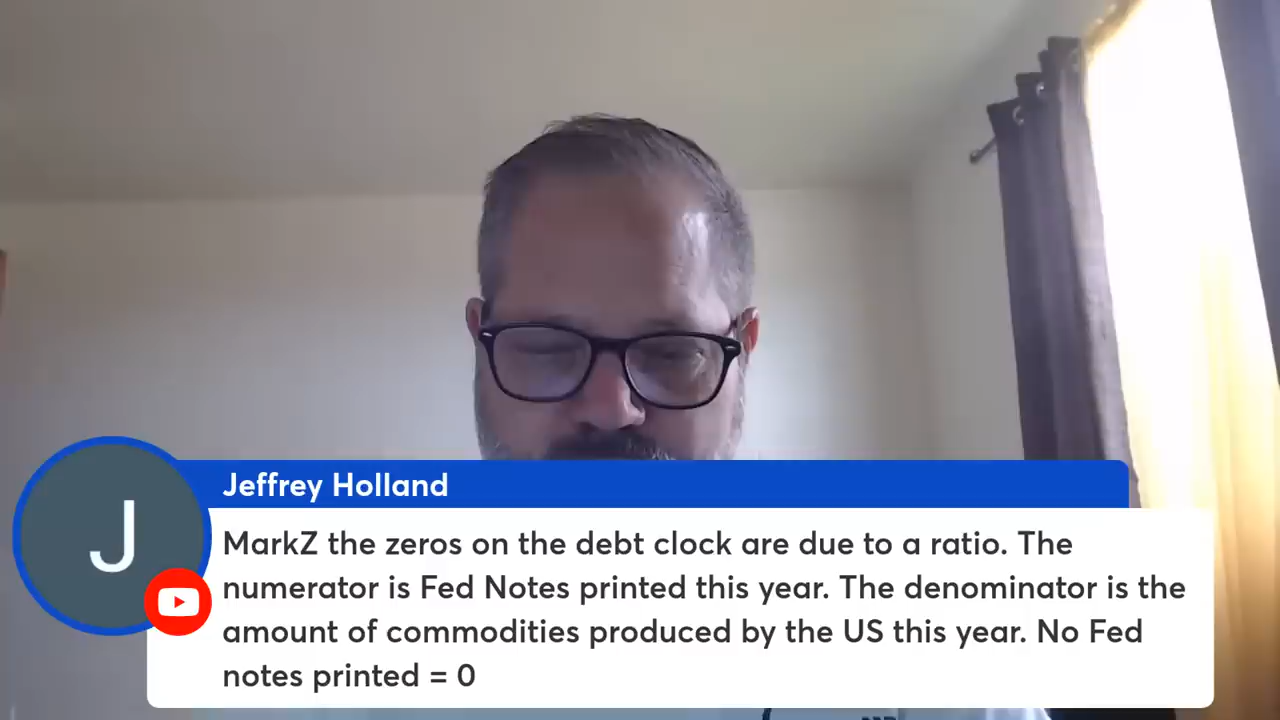 Jeffrey Holland
J
MarkZ the zeros on the debt clock are due to a ratio. The
numerator is Fed Notes printed this year. The denominator is the
amount of commodities produced by the US this year. No Fed
notes printed = 0